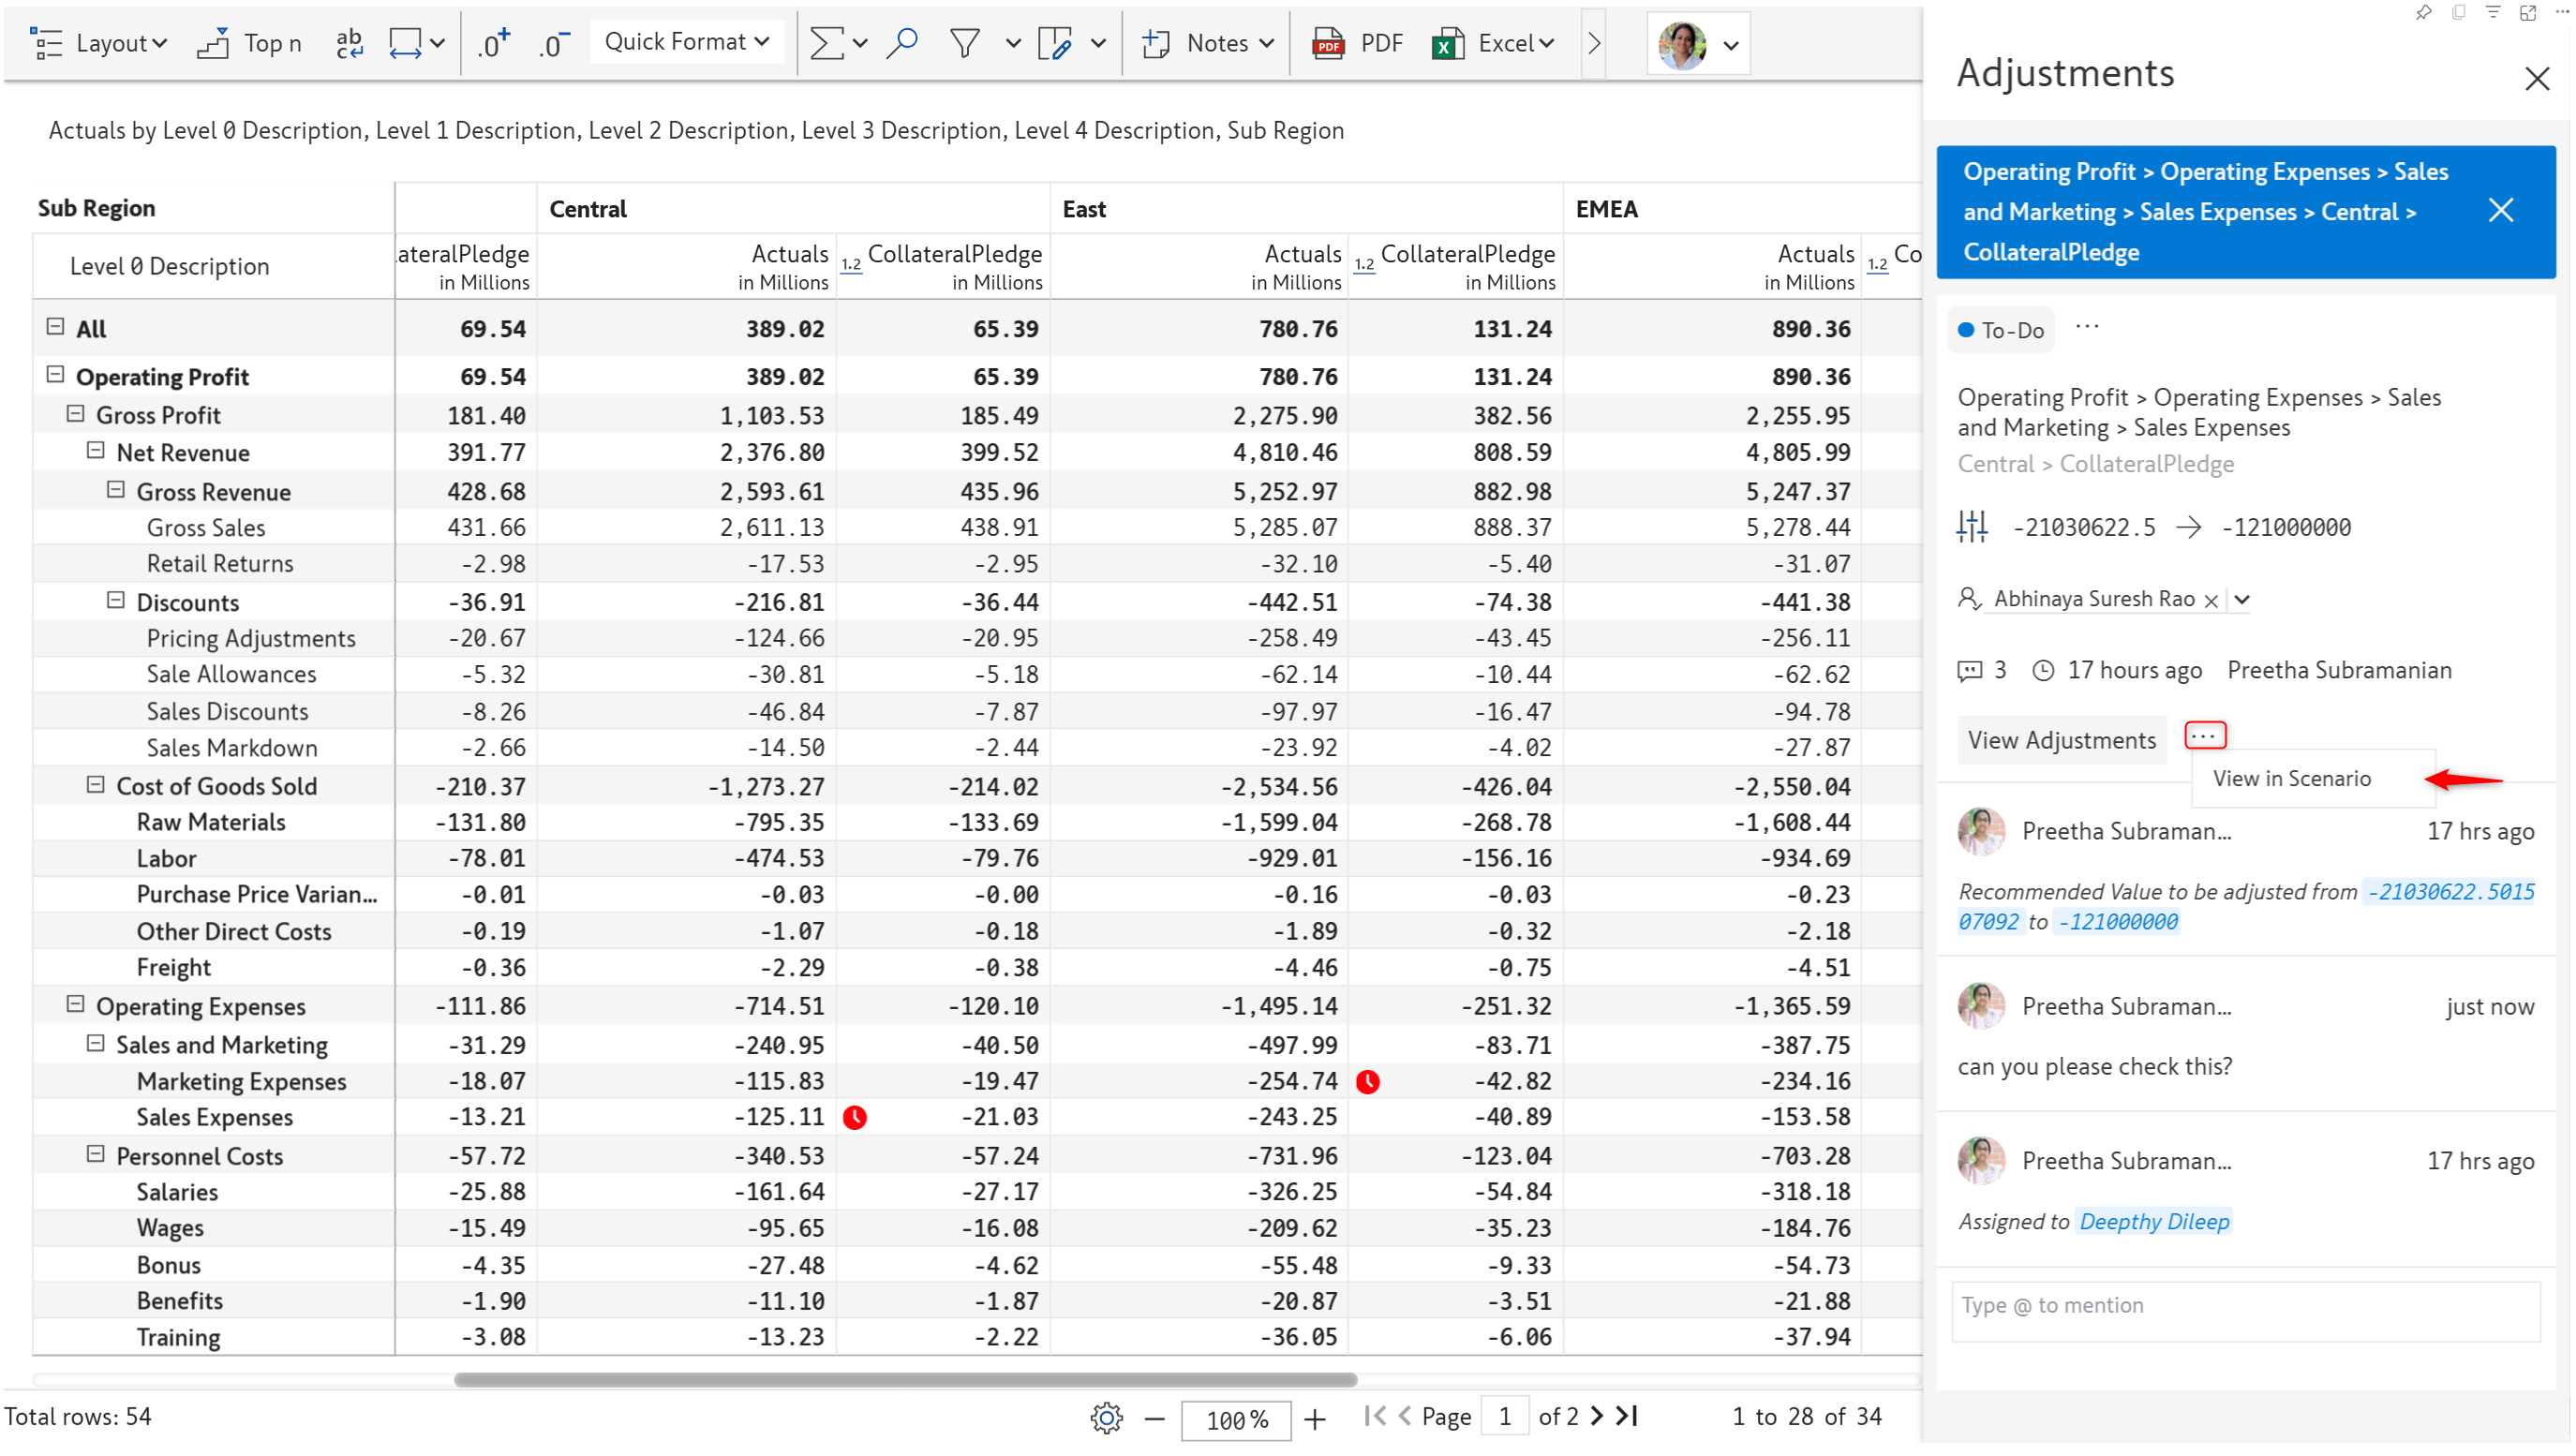 Layout Top n ab c .0+ .0- Quick Format Notes PDF PDF X Excel
Actuals by Level 0 Description, Level 1 Description, Level 2 Description, Level 3 Description, Level 4 Description, Sub Region
Sub Region Central East EMEA
Level 0 Description lateralPledge in Millions Actuals in Millions 1.2 CollateralPledge in Millions Actuals in Millions 1.2 CollateralPledge in Millions Actuals in Millions 1.2 Co
All 69.54 389.02 65.39 780.76 131.24 890.36
Operating Profit 69.54 389.02 65.39 780.76 131.24 890.36
Gross Profit 181.40 1,103.53 185.49 2,275.90 382.56 2,255.95
Net Revenue 391.77 2,376.80 399.52 4,810.46 808.59 4,805.99
Gross Revenue 428.68 2,593.61 435.96 5,252.97 882.98 5,247.37
Gross Sales 431.66 2,611.13 438.91 5,285.07 888.37 5,278.44
Retail Returns -2.98 -17.53 -2.95 -32.10 -5.40 -31.07
Discounts -36.91 -216.81 -36.44 -442.51 -74.38 -441.38
Pricing Adjustments -20.67 -124.66 -20.95 -258.49 -43.45 -256.11
Sale Allowances -5.32 -30.81 -5.18 -62.14 -10.44 -62.62
Sales Discounts -8.26 -46.84 -7.87 -97.97 -16.47 -94.78
Sales Markdown -2.66 -14.50 -2.44 -23.92 -4.02 -27.87
Cost of Goods Sold -210.37 -1,273.27 -214.02 -2,534.56 -426.04 -2,550.04
Raw Materials -131.80 -795.35 -133.69 -1,599.04 -268.78 -1,608.44
Labor -78.01 -474.53 -79.76 -929.01 -156.16 -934.69
Purchase Price Varian... -0.01 -0.03 -0.00 -0.16 -0.03 -0.23
Other Direct Costs -0.19 -1.07 -0.18 -1.89 -0.32 -2.18
Freight -0.36 -2.29 -0.38 -4.46 -0.75 -4.51
Operating Expenses -111.86 -714.51 -120.10 -1,495.14 -251.32 -1,365.59
Sales and Marketing -31.29 -240.95 -40.50 -497.99 -83.71 -387.75
Marketing Expenses -18.07 -115.83 -19.47 -254.74 -42.82 -234.16
Sales Expenses -13.21 -125.11 -21.03 -243.25 -40.89 -153.58
Personnel Costs -57.72 -340.53 -57.24 -731.96 -123.04 -703.28
Salaries -25.88 -161.64 -27.17 -326.25 -54.84 -318.18
Wages -15.49 -95.65 -16.08 -209.62 -35.23 -184.76
Bonus -4.35 -27.48 -4.62 -55.48 -9.33 -54.73
Benefits -1.90 -11.10 -1.87 -20.87 -3.51 -21.88
Training -3.08 -13.23 -2.22 -36.05 -6.06 -37.94
Total rows: 54 100% Page 1 of 2 1 to 28 of 34
Adjustments
Operating Profit > Operating Expenses > Sales
and Marketing > Sales Expenses > Central >
CollateralPledge
To-Do ...
Operating Profit > Operating Expenses > Sales
and Marketing > Sales Expenses
Central > CollateralPledge
-21030622.5 → -121000000
Abhinaya Suresh Rao
3 17 hours ago Preetha Subramanian
View Adjustments ...
View in Scenario
Preetha Subraman... 17 hrs ago
Recommended Value to be adjusted from -21030622.5015
07092 to -121000000
Preetha Subraman... just now
can you please check this?
Preetha Subraman... 17 hrs ago
Assigned to Deepthy Dileep
Type @ to mention